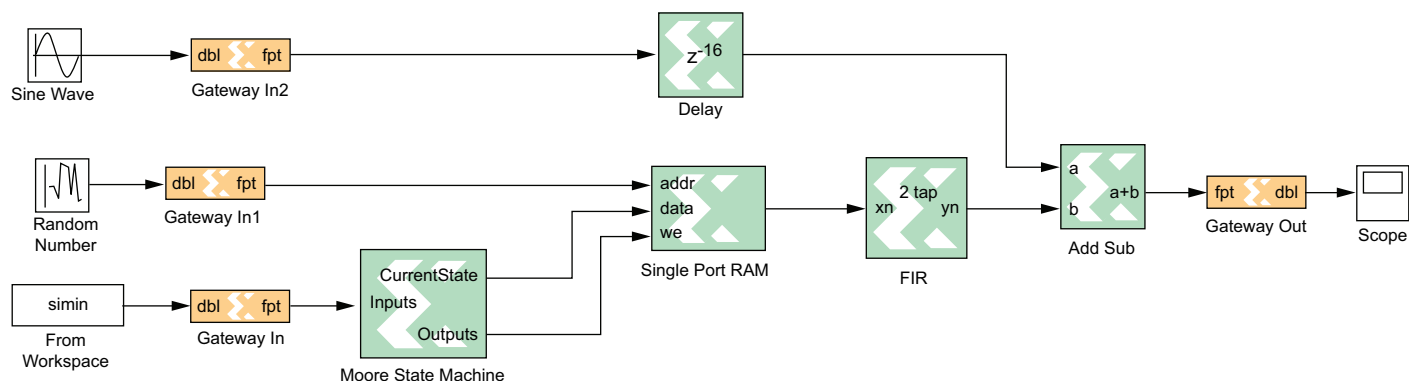 dbl fpt
z-16
Sine Wave
Gateway In2
Delay
dbl fpt
addr
data
we
2 tap
xn yn
a
b
a+b
fpt dbl
Random
Number
Gateway In1
Single Port RAM
FIR
Add Sub
Gateway Out
Scope
simin
dbl fpt
CurrentState
Inputs
Outputs
From
Workspace
Gateway In
Moore State Machine